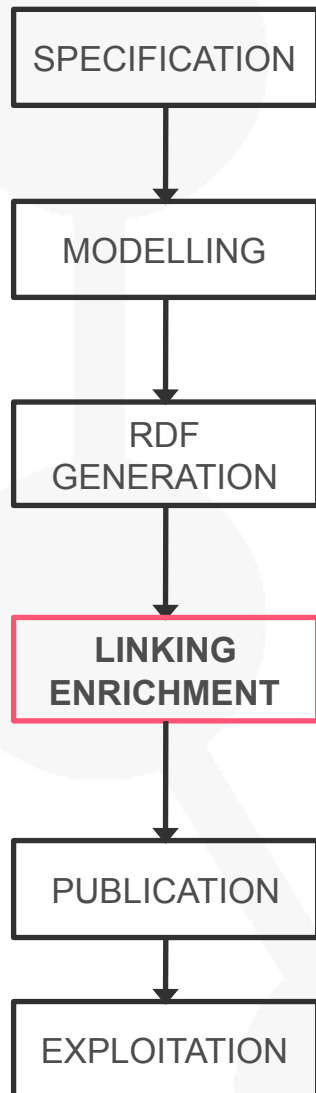 SPECIFICATION
MODELLING
RDF
GENERATION
LINKING
ENRICHMENT
PUBLICATION
EXPLOITATION